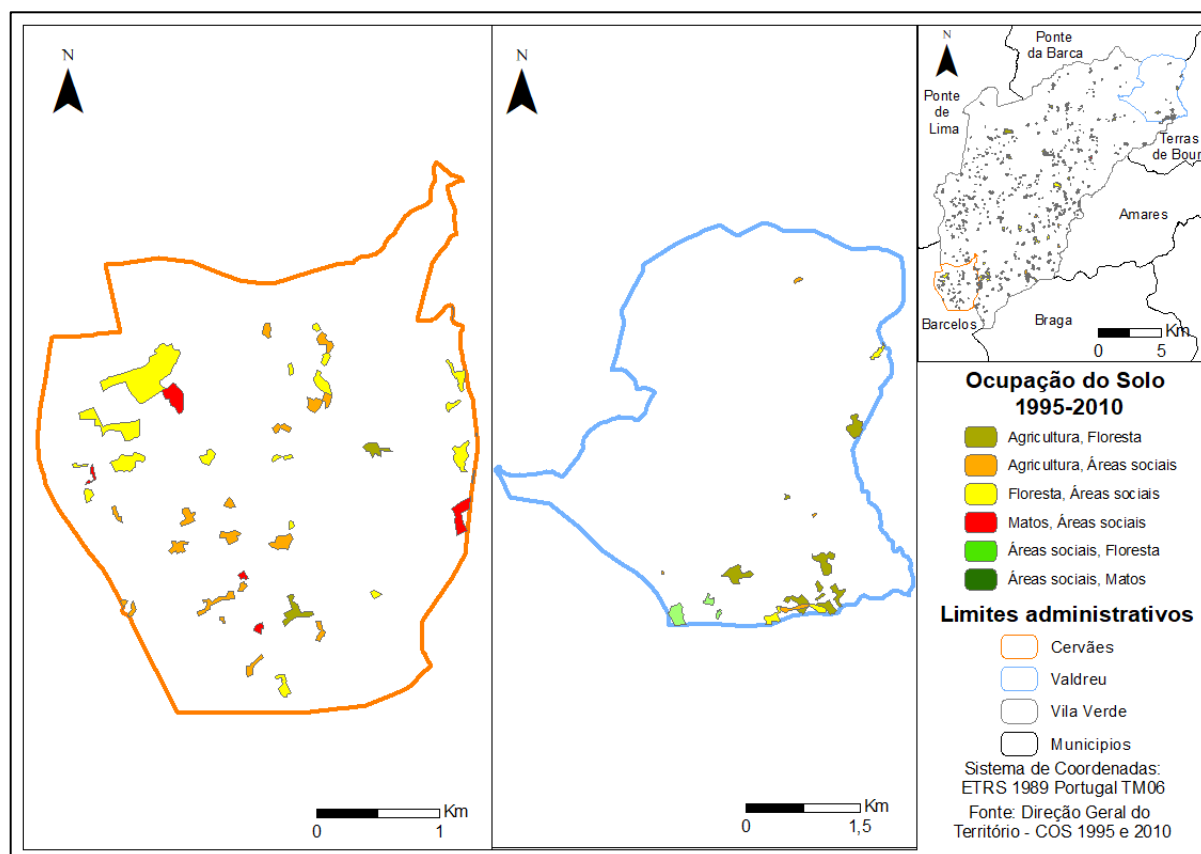 N
N
N
Ponte
da Barca
Ponte
de
Lima
Terras
de Bour
Amares
Barcelos
Braga
Km
0 5
Km
0 1
Km
0 1,5
Ocupação do Solo
1995-2010
Agricultura, Floresta
Agricultura, Áreas sociais
Floresta, Áreas sociais
Matos, Áreas sociais
Áreas sociais, Floresta
Áreas sociais, Matos
Limites administrativos
Cervães
Valdreu
Vila Verde
Municipios
Sistema de Coordenadas:
ETRS 1989 Portugal TM06
Fonte: Direção Geral do
Território - COS 1995 e 2010